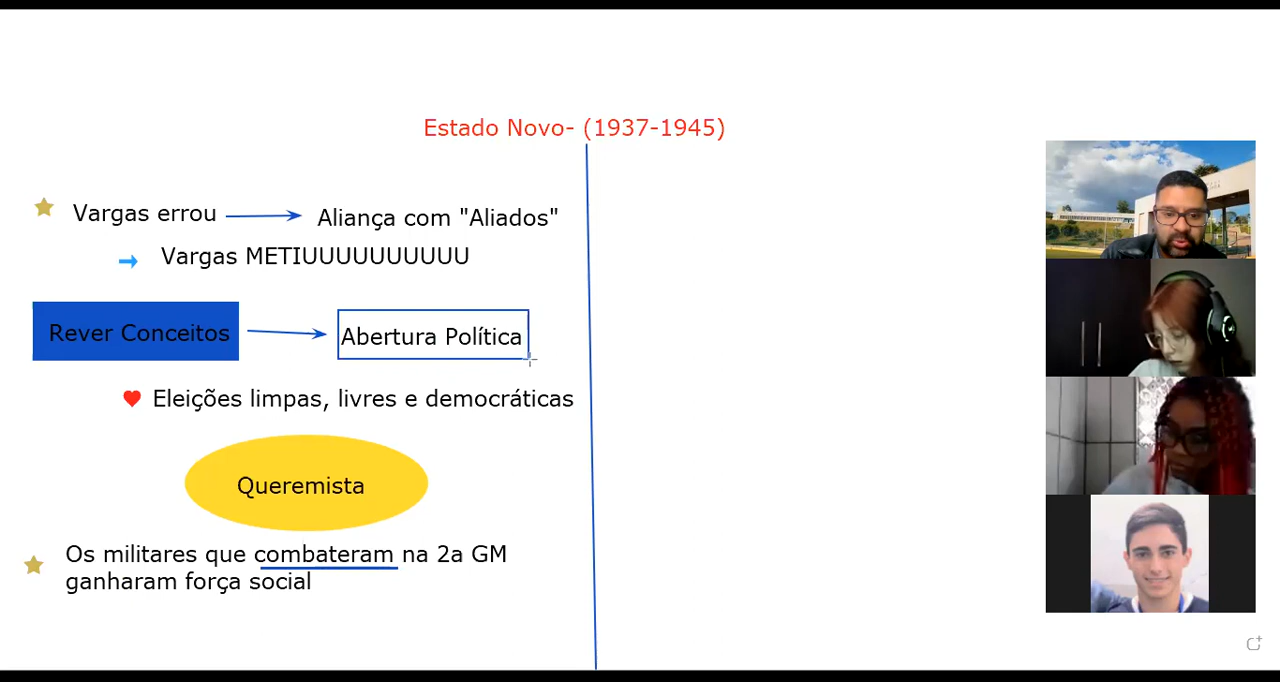 Estado Novo- (1937-1945)
Vargas errou
Aliança com "Aliados"
Vargas METIUUUUUUUUUU
Rever Conceitos
Abertura Política
Eleições limpas, livres e democráticas
Queremista
Os militares que combateram na 2a GM
ganharam força social